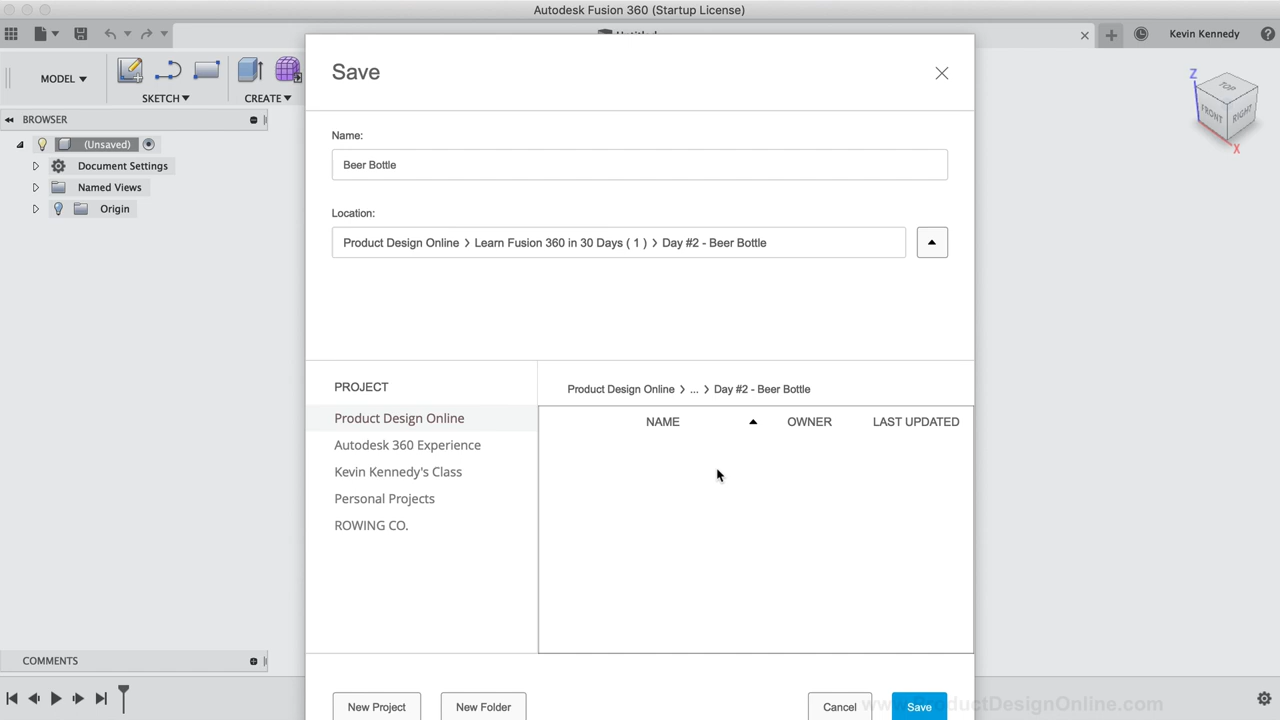 Autodesk Fusion 360 (Startup License)
Kevin Kennedy
Save
MODEL
SKETCH
CREATE
TOP
FRONT
RIGHT
Z
X
BROWSER
(Unsaved)
Document Settings
Named Views
Origin
Name:
Beer Bottle
Location:
Product Design Online > Learn Fusion 360 in 30 Days ( 1 ) > Day #2 - Beer Bottle
PROJECT
Product Design Online > ... > Day #2 - Beer Bottle
Product Design Online
NAME OWNER LAST UPDATED
Autodesk 360 Experience
Kevin Kennedy's Class
Personal Projects
ROWING CO.
COMMENTS
New Project
New Folder
Cancel
Save
www.ProductDesignOnline.com